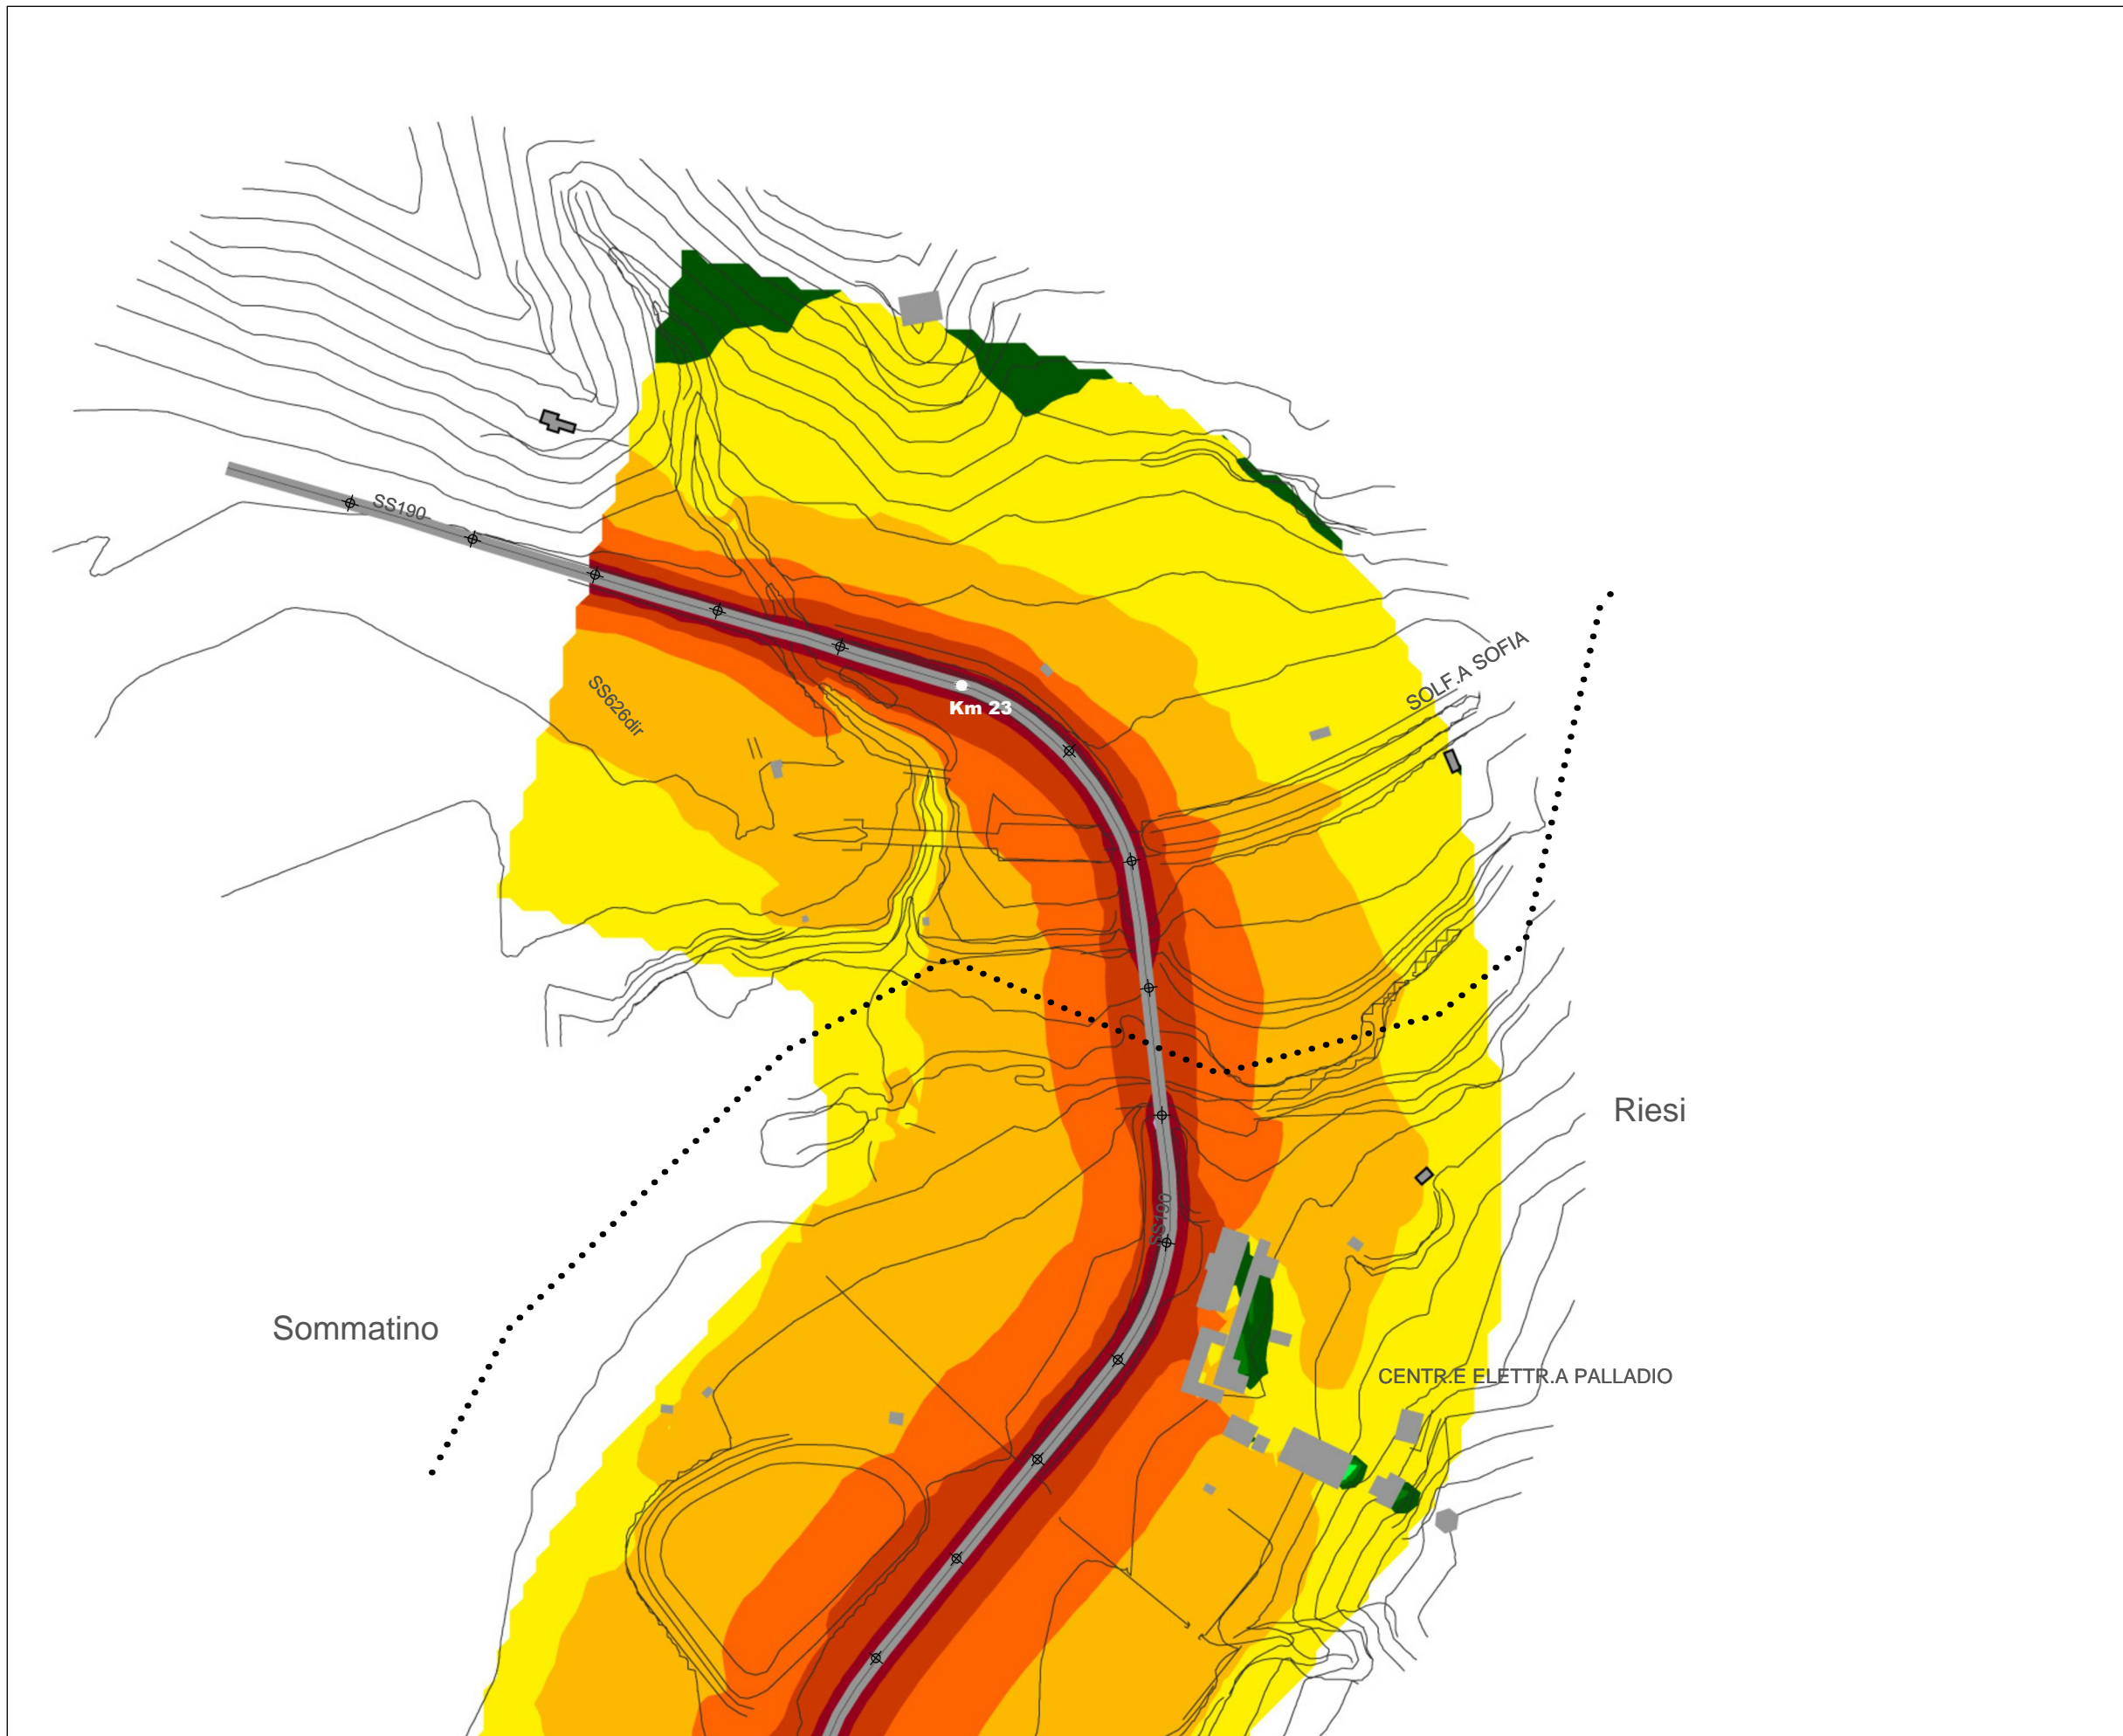 SS190
SOLF.A SOFIA
SS626dir
Km 23
Riesi
SS190
Sommatino
CENTR.E ELETTR.A PALLADIO